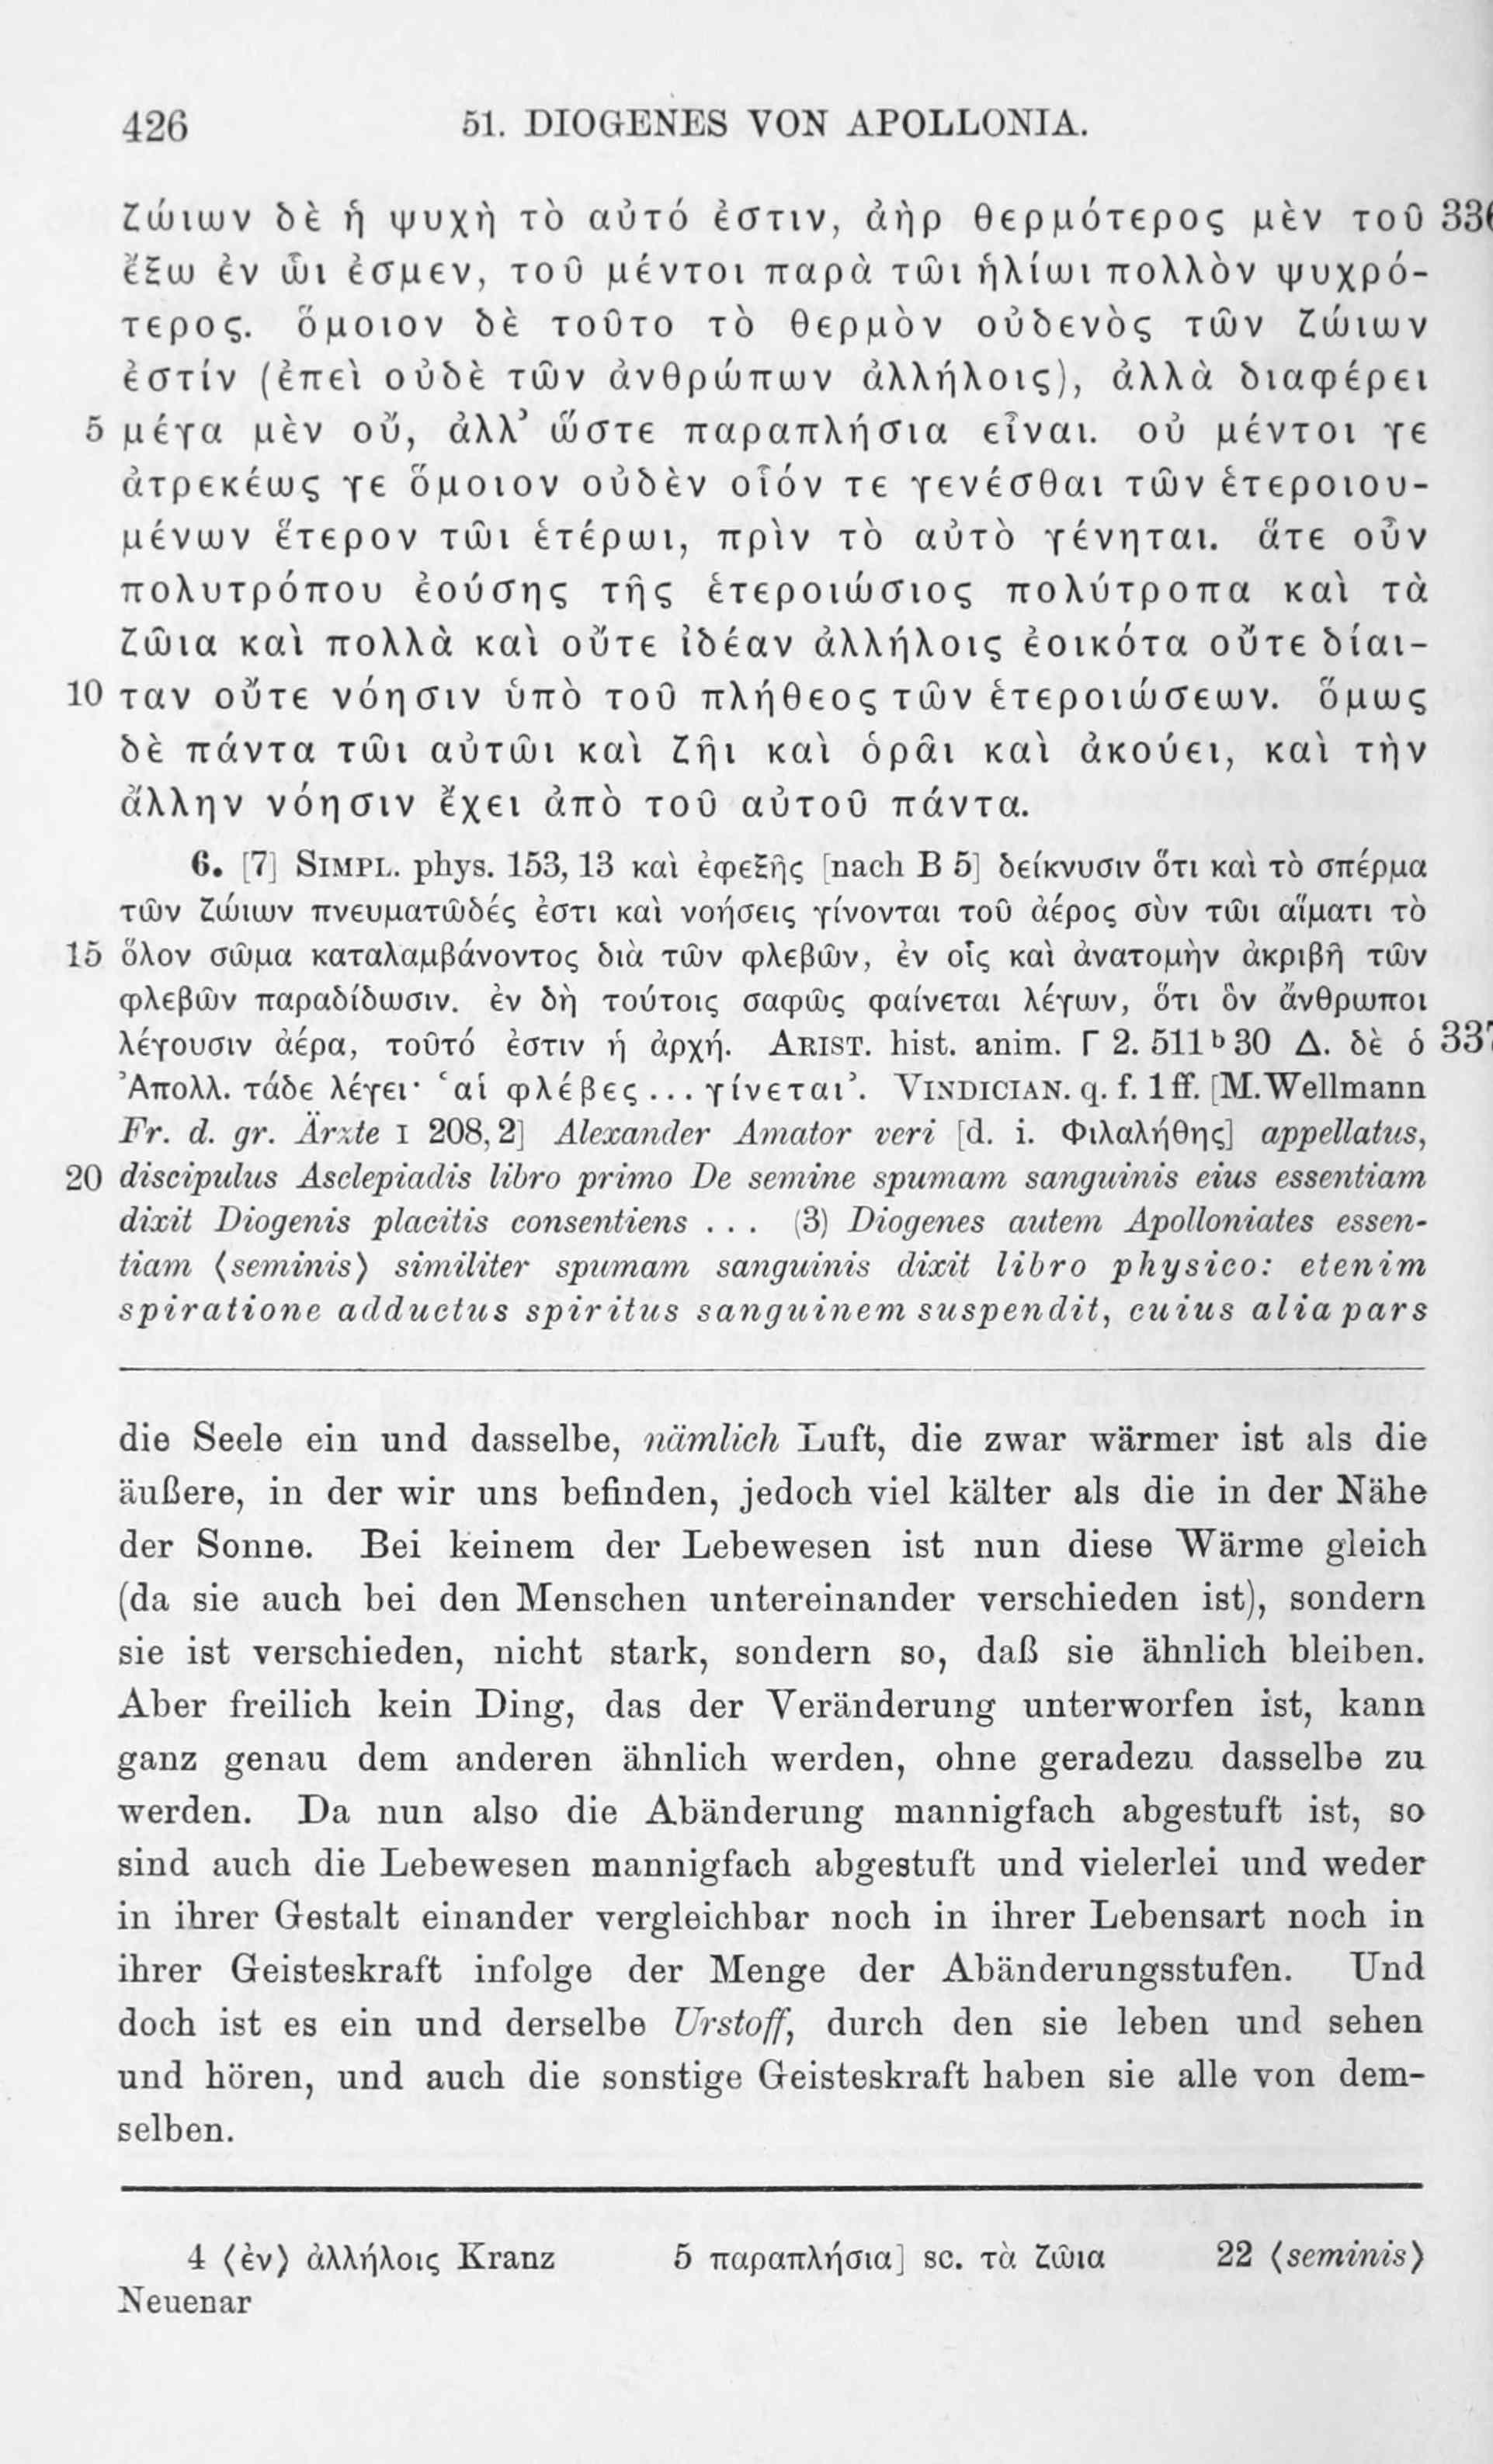 426 51. DIOGENES VON APOLLONIA.
ζώιων δὲ ἡ ψυχὴ τὸ αὐτό ἐστιν, ἀὴρ θερμότερος μὲν τοῦ
ἔξω ἐν ὧι ἐσμεν, τοῦ μέντοι παρὰ τῶι ἡλίωι πολλὸν ψυχρό-
τερος. ὅμοιον δὲ τοῦτο τὸ θερμὸν οὐδενὸς τῶν ζώιων
ἐστίν (ἐπεὶ οὐδὲ τῶν ἀνθρώπων ἀλλήλοις), ἀλλὰ διαφέρει
5 μέγα μὲν οὔ, ἀλλ' ὥστε παραπλήσια εἶναι. οὐ μέντοι γε
ἀτρεκέως γε ὅμοιον οὐδὲν οἷόν τε γενέσθαι τῶν ἑτεροιου-
μένων ἕτερον τῶι ἑτέρωι, πρὶν τὸ αὐτὸ γένηται. ἅτε οὖν
πολυτρόπου ἐούσης τῆς ἑτεροιώσιος πολύτροπα καὶ τὰ
ζῶια καὶ πολλὰ καὶ οὔτε ἰδέαν ἀλλήλοις ἐοικότα οὔτε δίαι-
10 ταν οὔτε νόησιν ὑπὸ τοῦ πλήθεος τῶν ἑτεροιώσεων. ὅμως
δὲ πάντα τῶι αὐτῶι καὶ ζῆι καὶ ὁρᾶι καὶ ἀκούει, καὶ τὴν
ἄλλην νόησιν ἔχει ἀπὸ τοῦ αὐτοῦ πάντα.
6. [7] SIMPL. phys. 153, 13 καὶ ἐφεξῆς [nach B 5] δείκνυσιν ὅτι καὶ τὸ σπέρμα
τῶν ζώιων πνευματῶδές ἐστι καὶ νοήσεις γίνονται τοῦ ἀέρος σὺν τῶι αἵματι τὸ
15 ὅλον σῶμα καταλαμβάνοντος διὰ τῶν φλεβῶν, ἐν οἷς καὶ ἀνατομὴν ἀκριβῆ τῶν
φλεβῶν παραδίδωσιν. ἐν δὴ τούτοις σαφῶς φαίνεται λέγων, ὅτι ὃν ἄνθρωποι
λέγουσιν ἀέρα, τοῦτό ἐστιν ἡ ἀρχή. ARIST. hist. anim. Γ 2. 511 b 30 Δ. δὲ ὁ
Ἀπολλ. τάδε λέγει· ‘αἱ φλέβες ... γίνεται’. VINDICIAN. q. f. 1 ff. [M. Wellmann
Fr. d. gr. Ärzte I 208, 2] Alexander Amator veri [d. i. Φιλαλήθης] appellatus,
20 discipulus Asclepiadis libro primo De semine spumam sanguinis eius essentiam
dixit Diogenis placitis consentiens ... (3) Diogenes autem Apolloniates essen-
tiam ⟨seminis⟩ similiter spumam sanguinis dixit libro physico: etenim
spiratione adductus spiritus sanguinem suspendit, cuius alia pars
die Seele ein und dasselbe, nämlich Luft, die zwar wärmer ist als die
äußere, in der wir uns befinden, jedoch viel kälter als die in der Nähe
der Sonne. Bei keinem der Lebewesen ist nun diese Wärme gleich
(da sie auch bei den Menschen untereinander verschieden ist), sondern
sie ist verschieden, nicht stark, sondern so, daß sie ähnlich bleiben.
Aber freilich kein Ding, das der Veränderung unterworfen ist, kann
ganz genau dem anderen ähnlich werden, ohne geradezu dasselbe zu
werden. Da nun also die Abänderung mannigfach abgestuft ist, so
sind auch die Lebewesen mannigfach abgestuft und vielerlei und weder
in ihrer Gestalt einander vergleichbar noch in ihrer Lebensart noch in
ihrer Geisteskraft infolge der Menge der Abänderungsstufen. Und
doch ist es ein und derselbe Urstoff, durch den sie leben und sehen
und hören, und auch die sonstige Geisteskraft haben sie alle von dem-
selben.
4 ⟨ἐν⟩ ἀλλήλοις Kranz 5 παραπλήσια] sc. τὰ ζῶια 22 ⟨seminis⟩
Neuenar